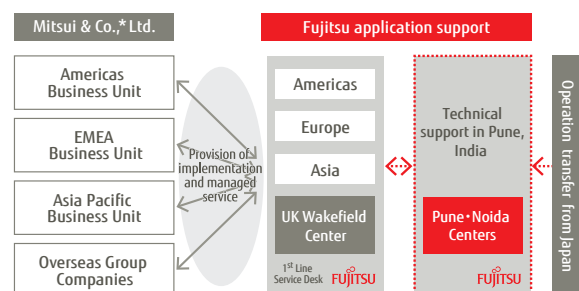 Mitsui & Co.,* Ltd.
Fujitsu application support
Americas
Business Unit
EMEA
Business Unit
Asia Pacific
Business Unit
Overseas Group
Companies
Provision of
implementation
and managed
service
Americas
Europe
Asia
UK Wakefield
Center
1st Line
Service Desk
FUJITSU
Technical
support in Pune,
India
Pune・Noida
Centers
FUJITSU
Operation transfer from Japan